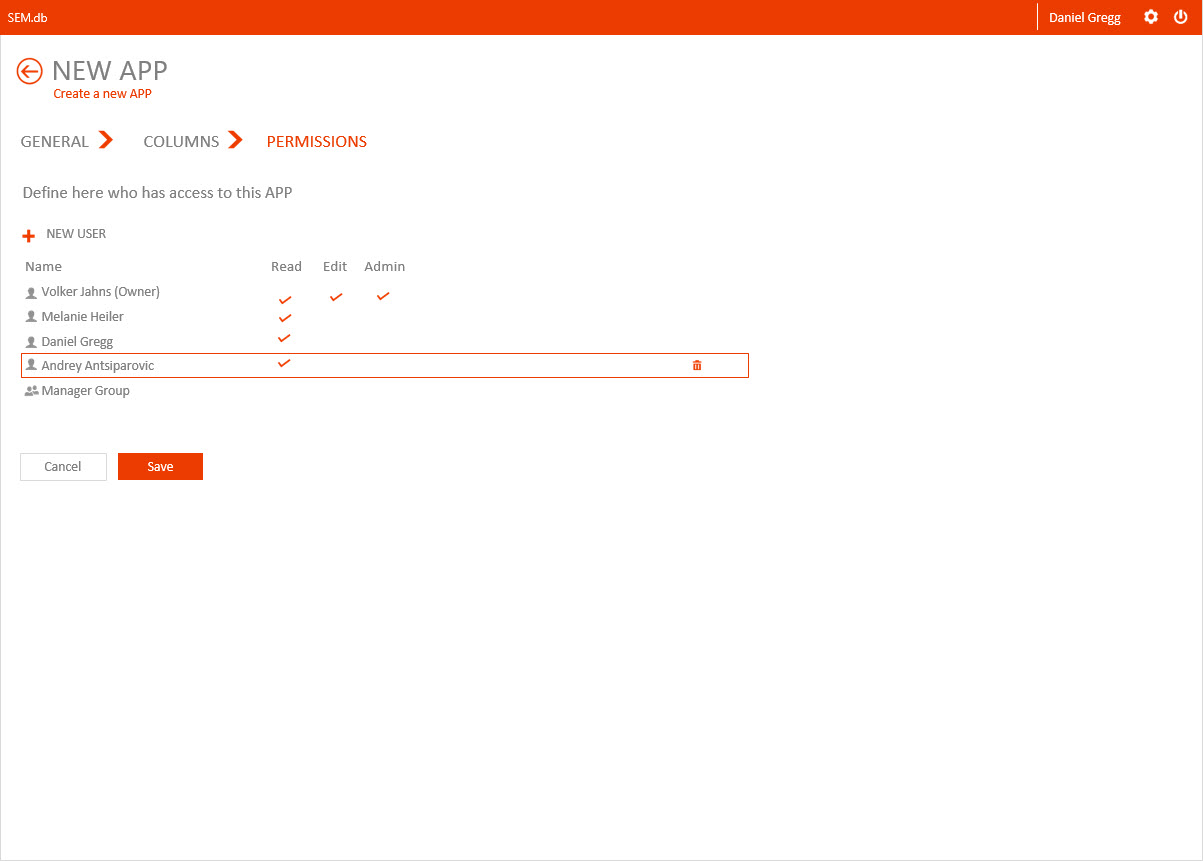 SEM.db Daniel Gregg
NEW APP
Create a new APP
GENERAL COLUMNS PERMISSIONS
Define here who has access to this APP
NEW USER
Name Read Edit Admin
Volker Jahns (Owner)
Melanie Heiler
Daniel Gregg
Andrey Antsiparovic
Manager Group
Cancel Save